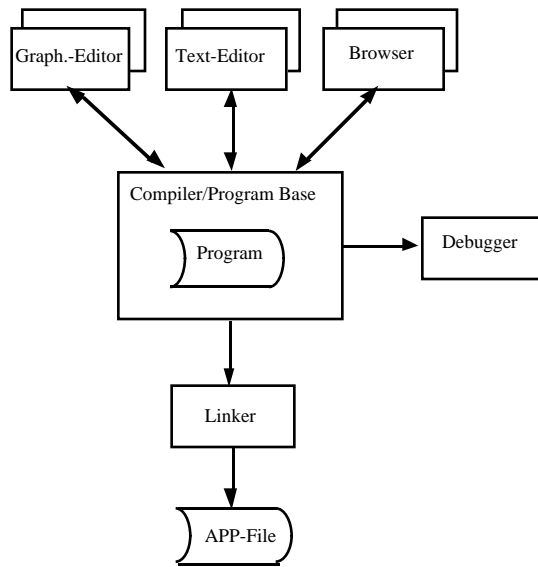 Graph.-Editor
Text-Editor
Browser
Compiler/Program Base
Program
Debugger
Linker
APP-File